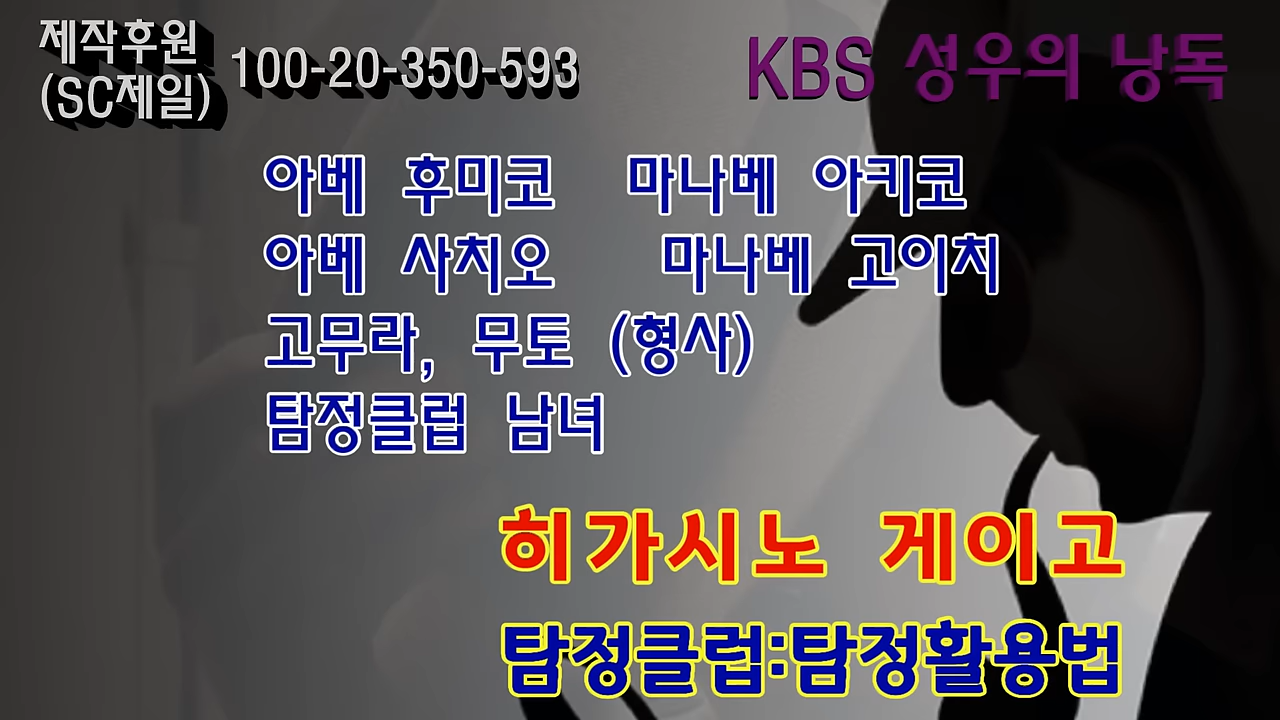 제작후원
(SC제일) 100-20-350-593
KBS 성우의 낭독
아베 후미코 마나베 아키코
아베 사치오 마나베 고이치
고무라, 무토 (형사)
탐정클럽 남녀
히가시노 게이고
탐정클럽:탐정활용법